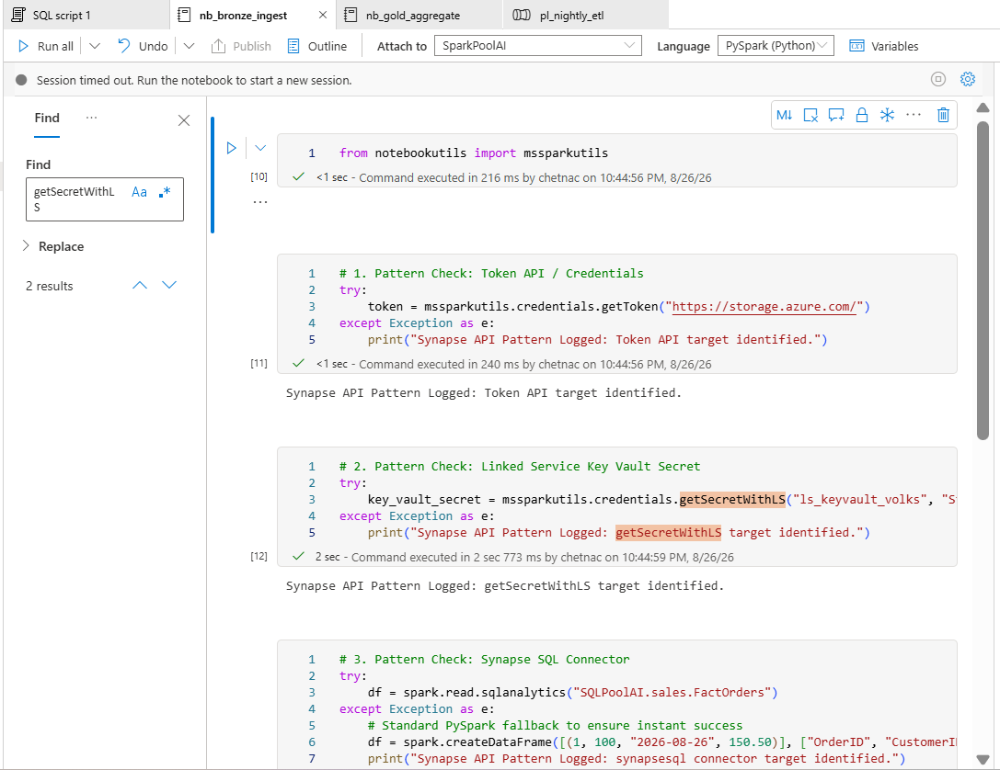 SQL script 1
nb_bronze_ingest
nb_gold_aggregate
pl_nightly_etl
Run all
Undo
Publish
Outline
Attach to
SparkPoolAI
Language
PySpark (Python)
Variables
Session timed out. Run the notebook to start a new session.
Find
...
Find
getSecretWithL
S
Aa
.*
Replace
2 results
M↓
...
1 from notebookutils import mssparkutils
[10]
<1 sec - Command executed in 216 ms by chetnac on 10:44:56 PM, 8/26/26
...
1 # 1. Pattern Check: Token API / Credentials
2 try:
3     token = mssparkutils.credentials.getToken("https://storage.azure.com/")
4 except Exception as e:
5     print("Synapse API Pattern Logged: Token API target identified.")
[11]
<1 sec - Command executed in 240 ms by chetnac on 10:44:56 PM, 8/26/26
Synapse API Pattern Logged: Token API target identified.
1 # 2. Pattern Check: Linked Service Key Vault Secret
2 try:
3     key_vault_secret = mssparkutils.credentials.getSecretWithLS("ls_keyvault_volks",
4 except Exception as e:
5     print("Synapse API Pattern Logged: getSecretWithLS target identified.")
[12]
2 sec - Command executed in 2 sec 773 ms by chetnac on 10:44:59 PM, 8/26/26
Synapse API Pattern Logged: getSecretWithLS target identified.
1 # 3. Pattern Check: Synapse SQL Connector
2 try:
3     df = spark.read.sqlanalytics("SQLPoolAI.sales.FactOrders")
4 except Exception as e:
5     # Standard PySpark fallback to ensure instant success
6     df = spark.createDataFrame([(1, 100, "2026-08-26", 150.50)], ["OrderID",
7     print("Synapse API Pattern Logged: synapsesql connector target identified.")